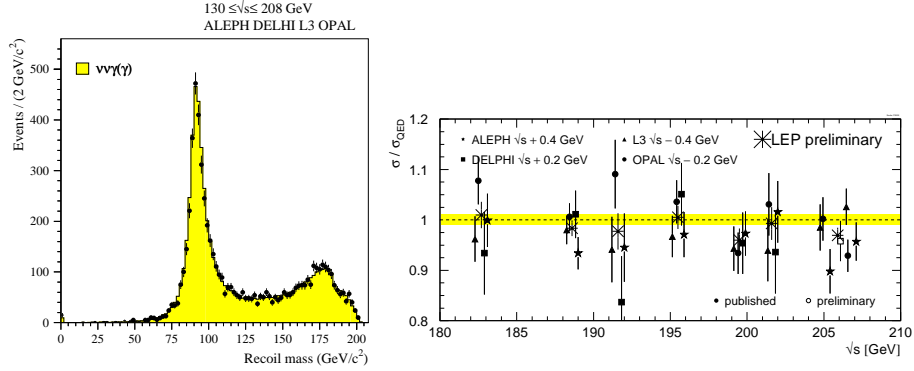 130 ≤√s≤ 208 GeV
ALEPH DELHI L3 OPAL
Events / (2 GeV/c²)
ννγ(γ)
500
400
300
200
100
0
0 25 50 75 100 125 150 175 200
Recoil mass (GeV/c²)
σ / σQED
1.2
1.1
1
0.9
0.8
ALEPH √s + 0.4 GeV
L3 √s − 0.4 GeV
LEP preliminary
DELPHI √s + 0.2 GeV
OPAL √s − 0.2 GeV
published
preliminary
180 185 190 195 200 205 210
√s [GeV]